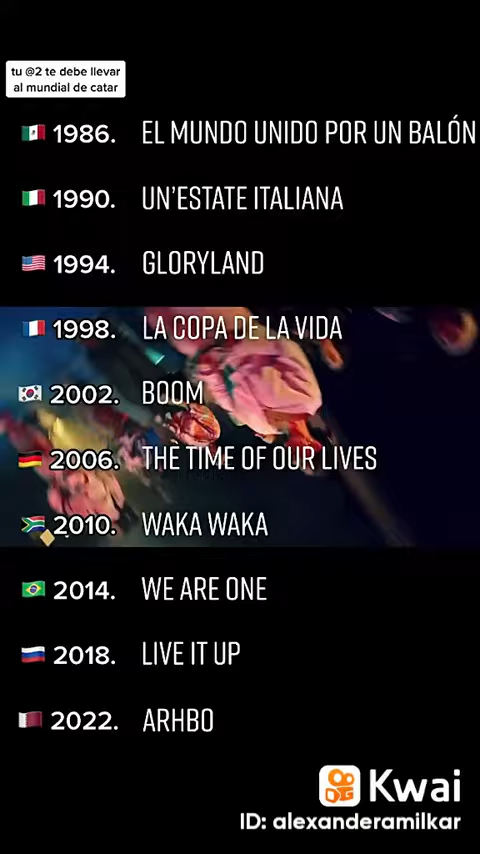 tu @2 te debe llevar
al mundial de catar
1986. EL MUNDO UNIDO POR UN BALÓN
1990. UN'ESTATE ITALIANA
1994. GLORYLAND
1998. LA COPA DE LA VIDA
2002. BOOM
2006. THE TIME OF OUR LIVES
2010. WAKA WAKA
2014. WE ARE ONE
2018. LIVE IT UP
2022. ARHBO
Kwai
ID: alexanderamilkar